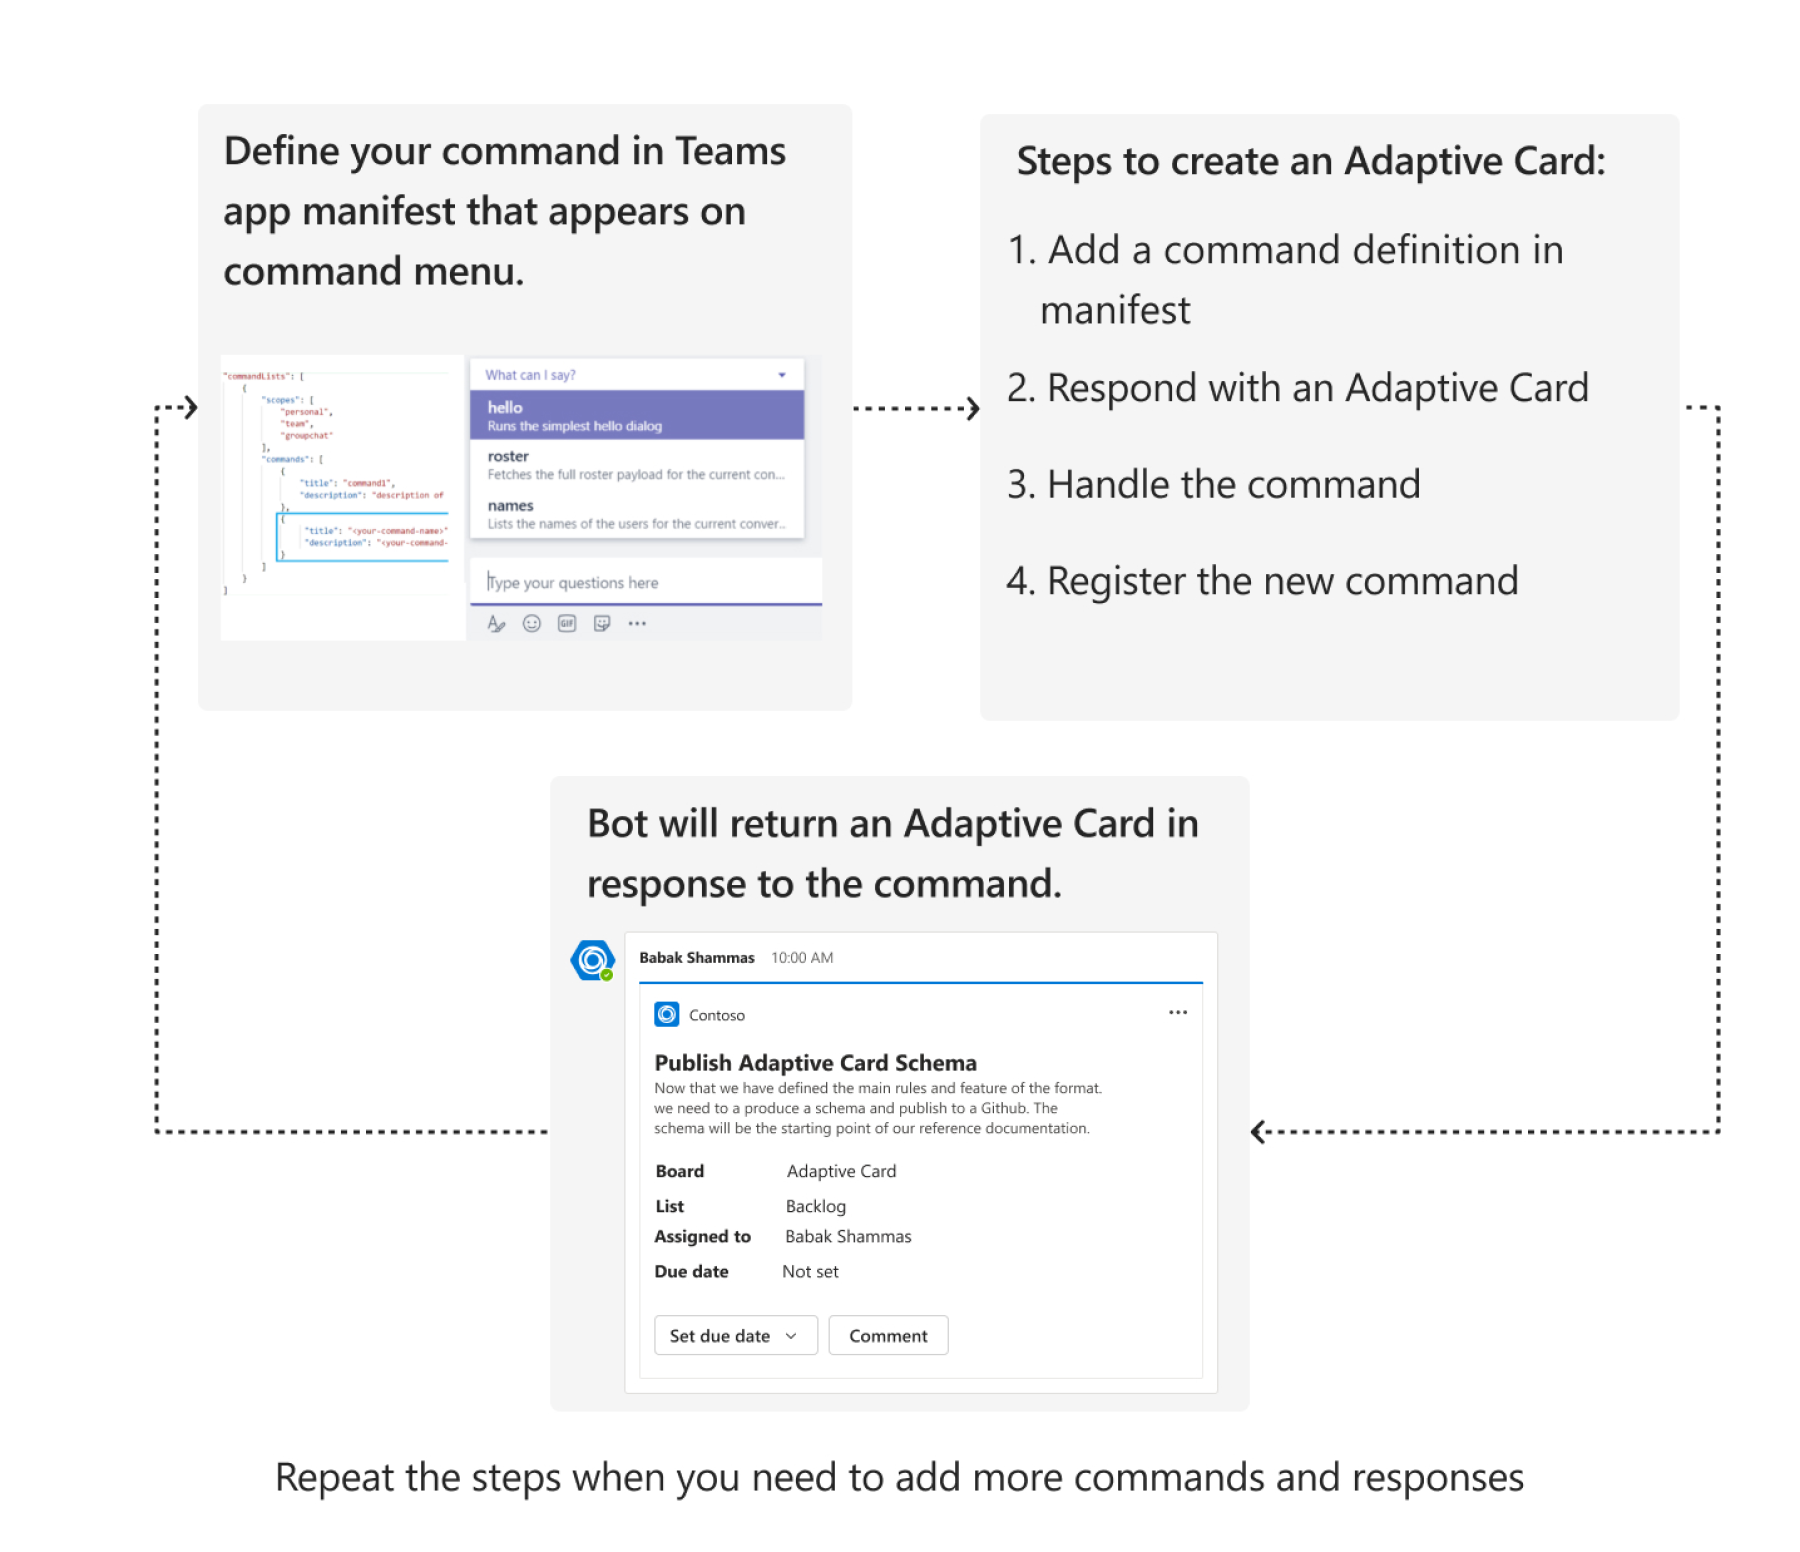 Define your command in Teams
app manifest that appears on
command menu.
"commandLists": [
{
"scopes": [
"personal",
"team",
"groupchat"
],
"commands": [
{
"title": "command1",
"description": "description of
},
{
"title": "<your-command-name>"
"description": "<your-command-
}
]
}
]
What can I say?
hello
Runs the simplest hello dialog
roster
Fetches the full roster payload for the current con...
names
Lists the names of the users for the current conver...
Type your questions here
GIF
Steps to create an Adaptive Card:
1. Add a command definition in
manifest
2. Respond with an Adaptive Card
3. Handle the command
4. Register the new command
Bot will return an Adaptive Card in
response to the command.
Babak Shammas 10:00 AM
Contoso
Publish Adaptive Card Schema
Now that we have defined the main rules and feature of the format.
we need to a produce a schema and publish to a Github. The
schema will be the starting point of our reference documentation.
Board Adaptive Card
List Backlog
Assigned to Babak Shammas
Due date Not set
Set due date Comment
Repeat the steps when you need to add more commands and responses